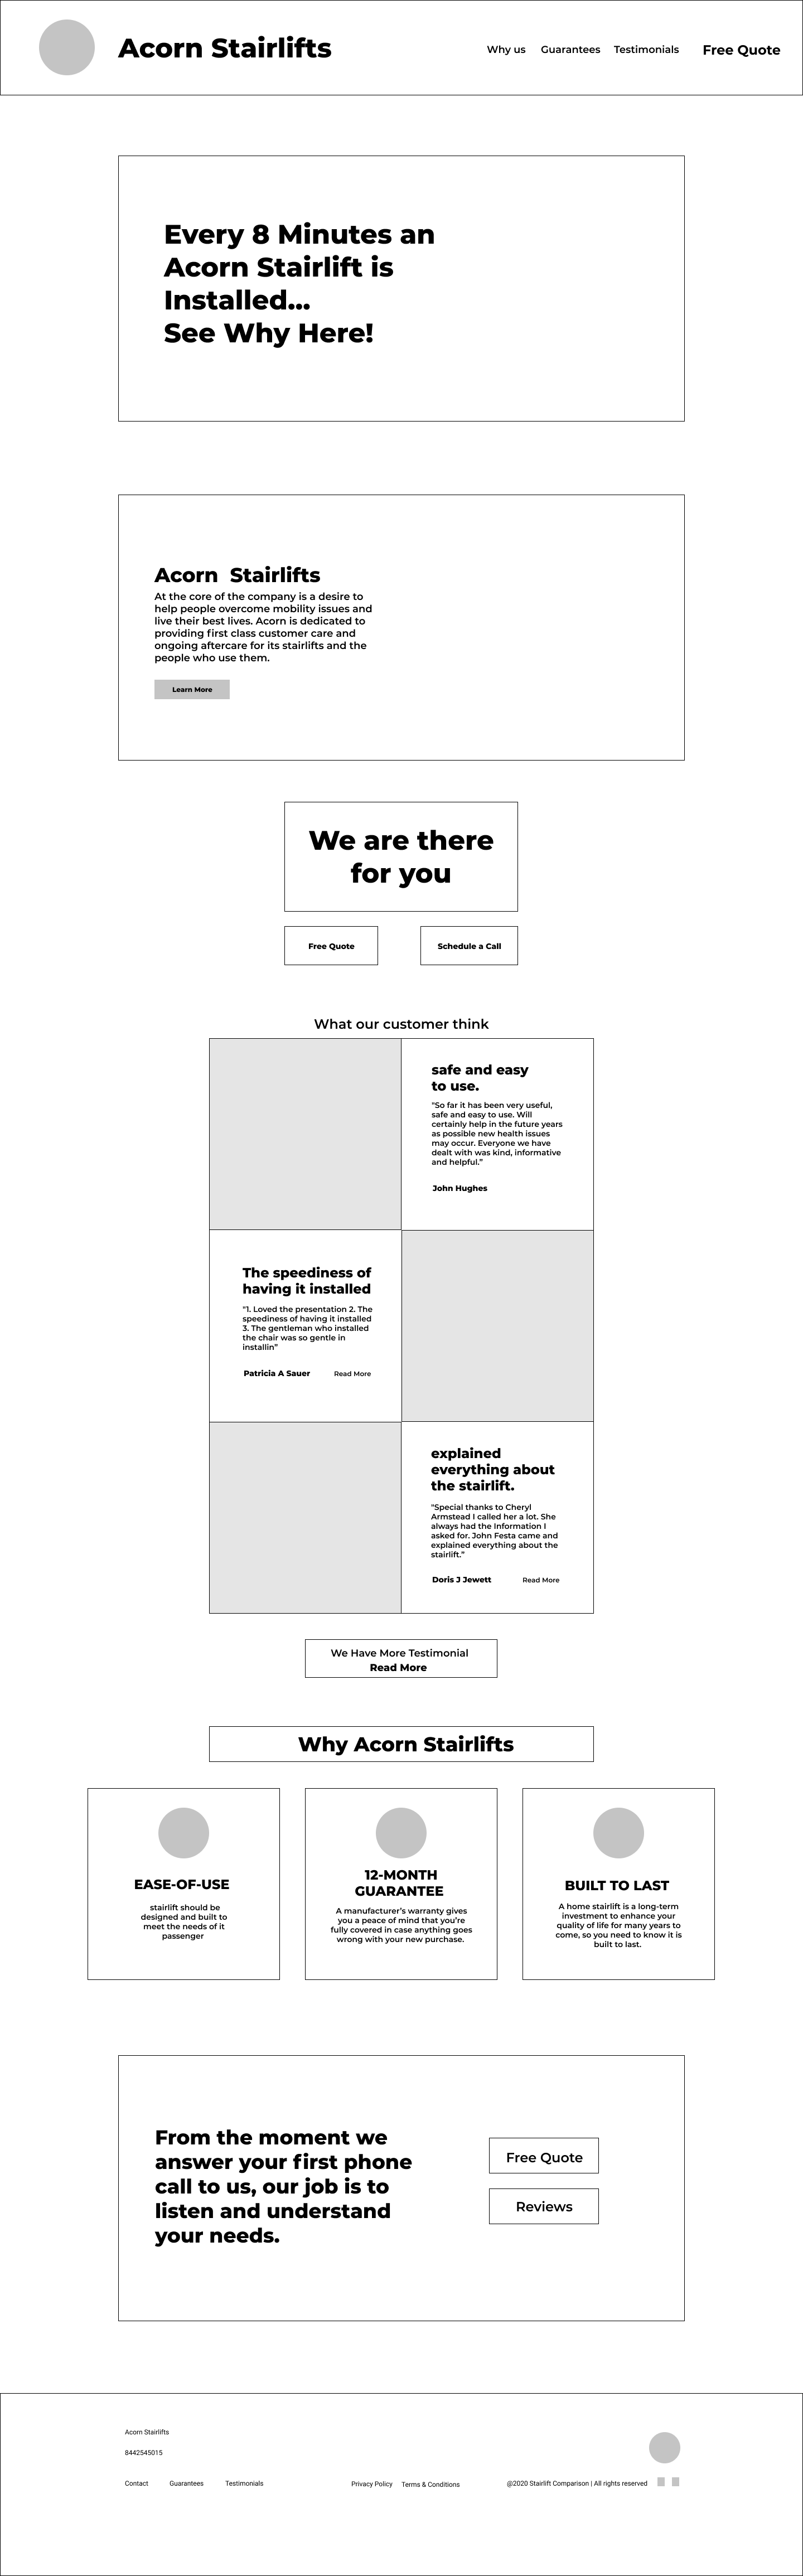 Acorn Stairlifts
Why us
Guarantees
Testimonials
Free Quote
Every 8 Minutes an
Acorn Stairlift is
Installed...
See Why Here!
Acorn  Stairlifts
At the core of the company is a desire to
help people overcome mobility issues and
live their best lives. Acorn is dedicated to
providing first class customer care and
ongoing aftercare for its stairlifts and the
people who use them.
Learn More
We are there
for you
Free Quote
Schedule a Call
What our customer think
safe and easy
to use.
"So far it has been very useful,
safe and easy to use. Will
certainly help in the future years
as possible new health issues
may occur. Everyone we have
dealt with was kind, informative
and helpful."
John Hughes
The speediness of
having it installed
"1. Loved the presentation 2. The
speediness of having it installed
3. The gentleman who installed
the chair was so gentle in
installin"
Patricia A Sauer
Read More
explained
everything about
the stairlift.
"Special thanks to Cheryl
Armstead I called her a lot. She
always had the Information I
asked for. John Festa came and
explained everything about the
stairlift."
Doris J Jewett
Read More
We Have More Testimonial
Read More
Why Acorn Stairlifts
EASE-OF-USE
stairlift should be
designed and built to
meet the needs of it
passenger
12-MONTH
GUARANTEE
A manufacturer's warranty gives
you a peace of mind that you're
fully covered in case anything goes
wrong with your new purchase.
BUILT TO LAST
A home stairlift is a long-term
investment to enhance your
quality of life for many years to
come, so you need to know it is
built to last.
From the moment we
answer your first phone
call to us, our job is to
listen and understand
your needs.
Free Quote
Reviews
Acorn Stairlifts
8442545015
Contact
Guarantees
Testimonials
Privacy Policy
Terms & Conditions
@2020 Stairlift Comparison | All rights reserved